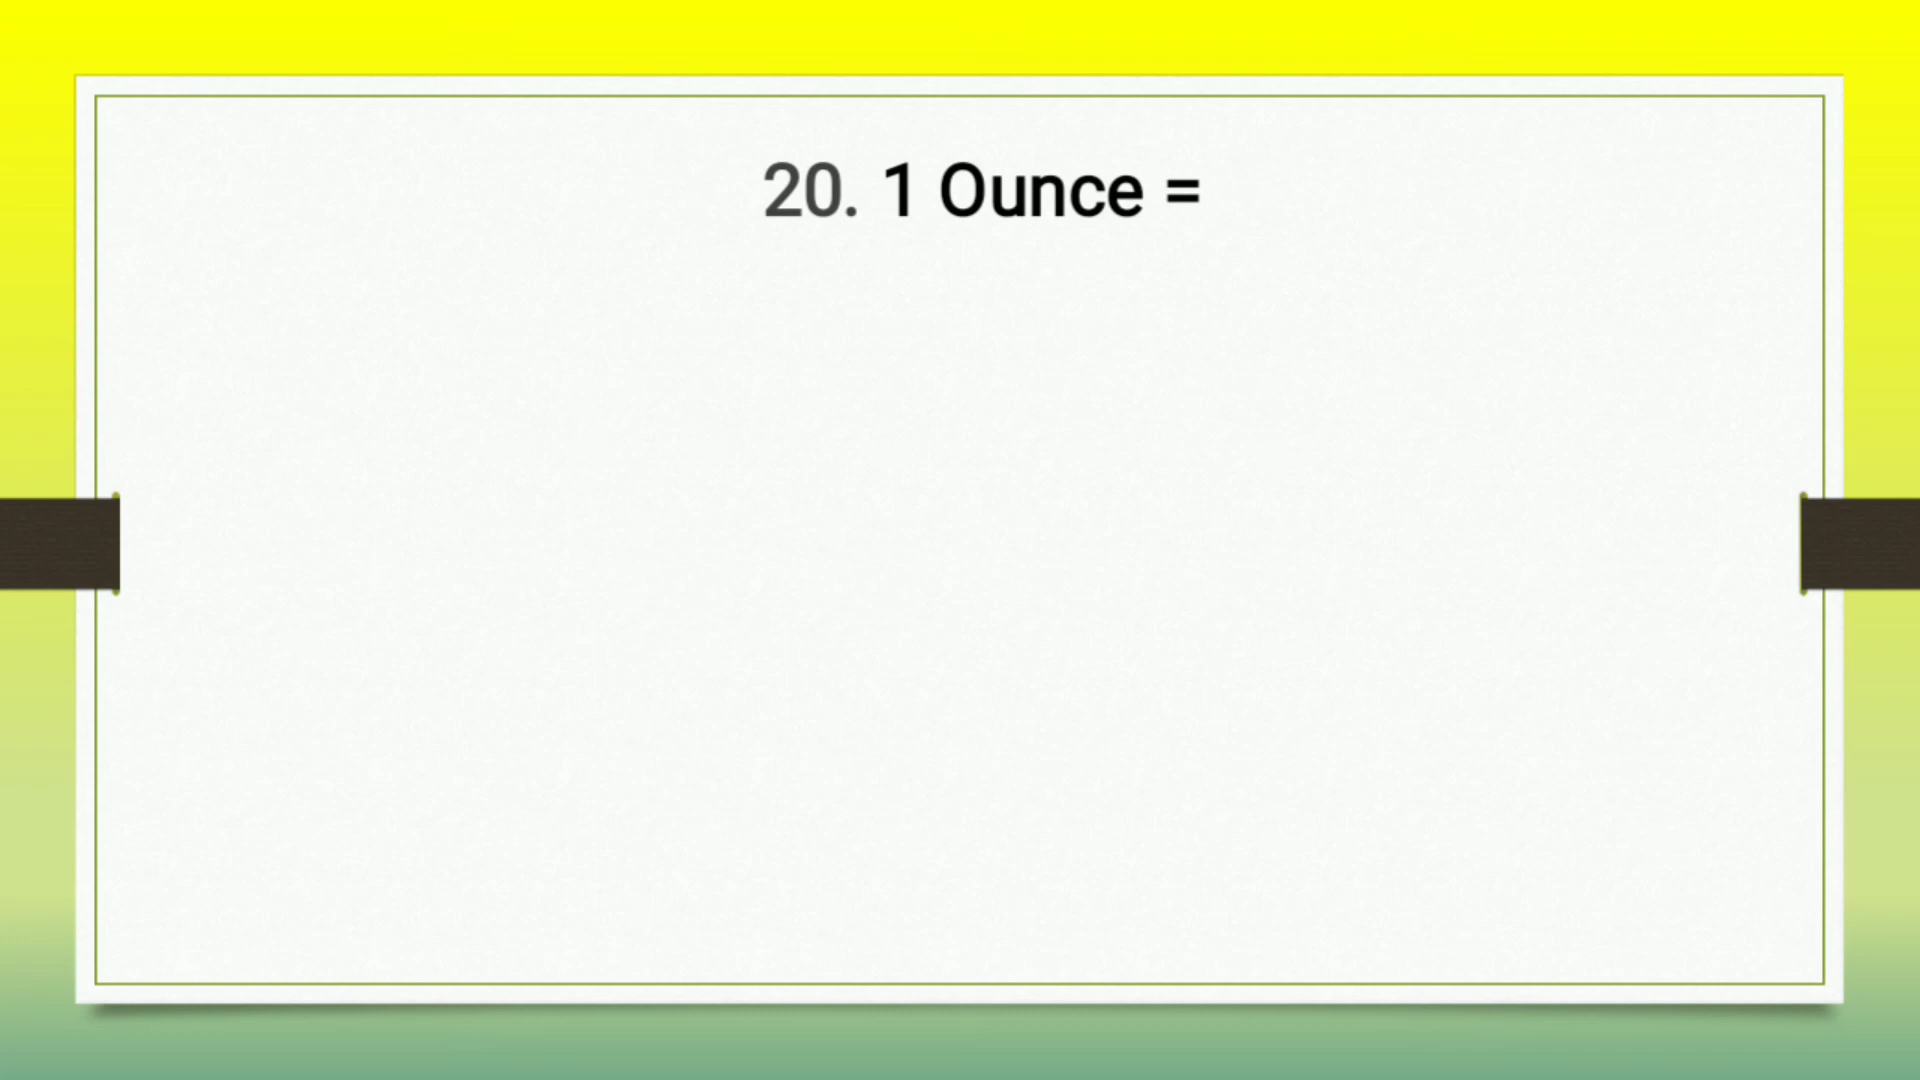 20. 1 Ounce =